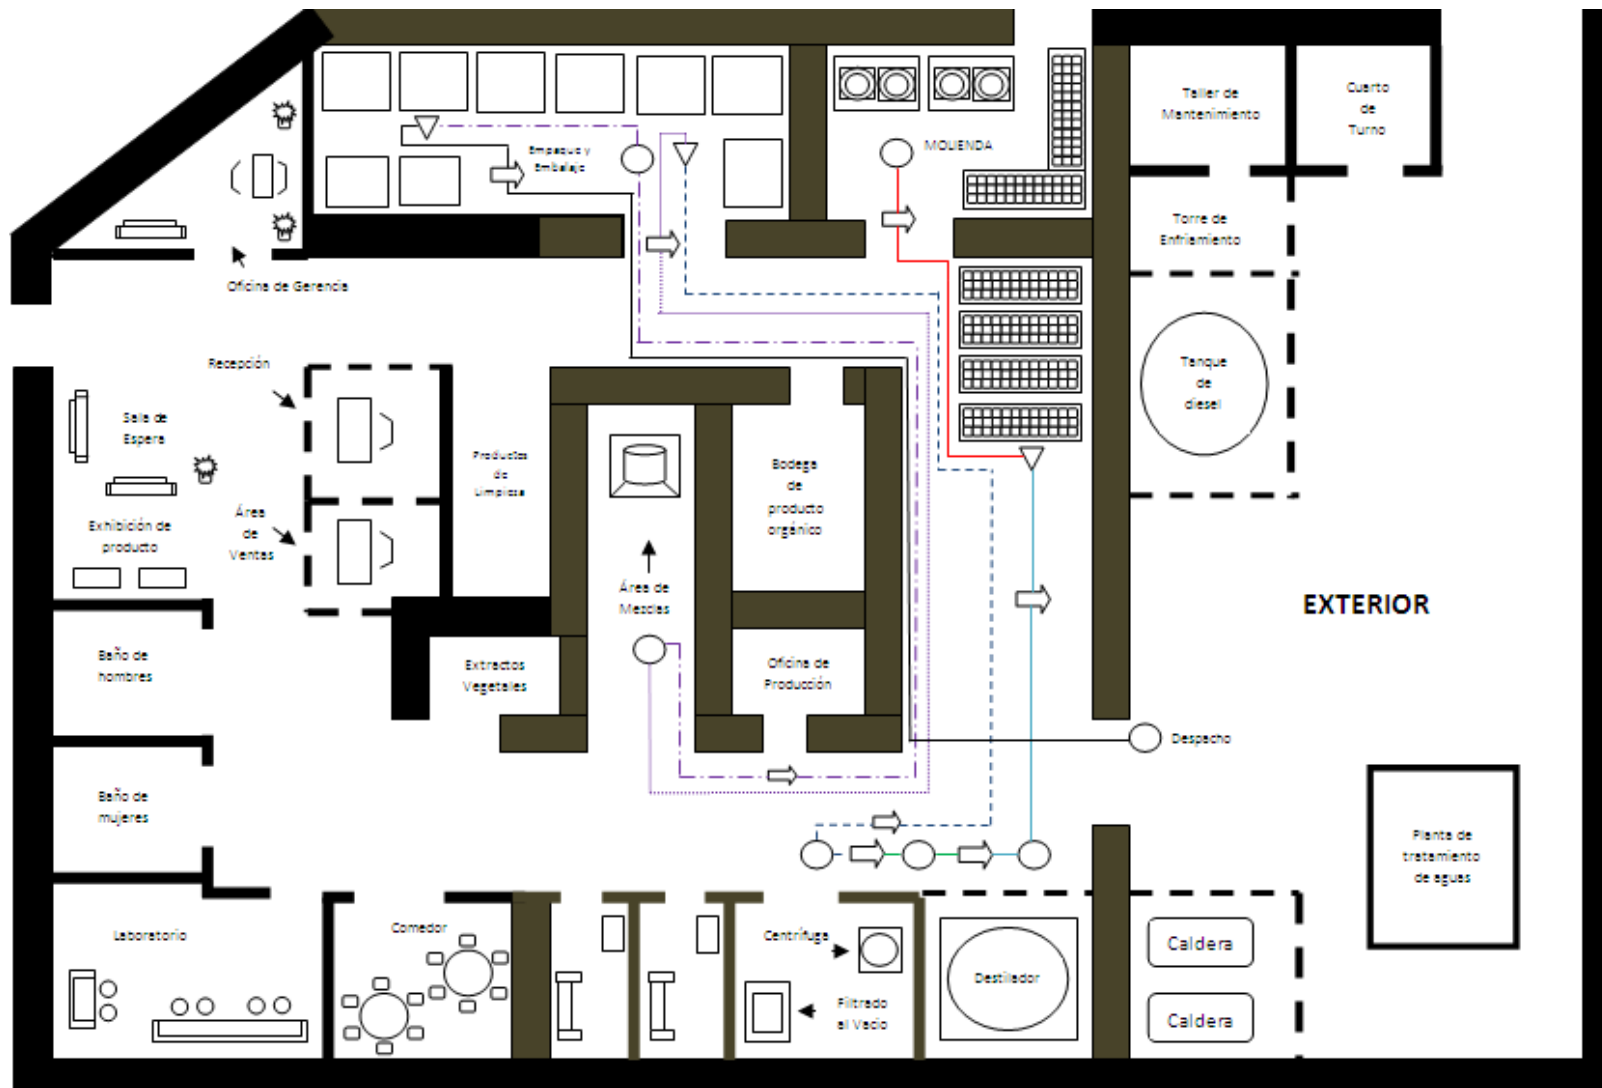 Taller de
Mantenimiento
Cuarto
de
Turno
MOLIENDA
Empaque y
Embalaje
Torre de
Enfriamiento
Oficina de Gerencia
Recepción
Tanque
de
diesel
Sala de
Espera
Productos
de
Limpieza
Bodega
de
producto
orgánico
Exhibición de
producto
Área
de
Ventas
Área de
Mezclas
EXTERIOR
Baño de
hombres
Extractos
Vegetales
Oficina de
Producción
Despacho
Baño de
mujeres
Planta de
tratamiento
de aguas
Laboratorio
Comedor
Centrífuga
Caldera
Destilador
Filtrado
al Vacio
Caldera